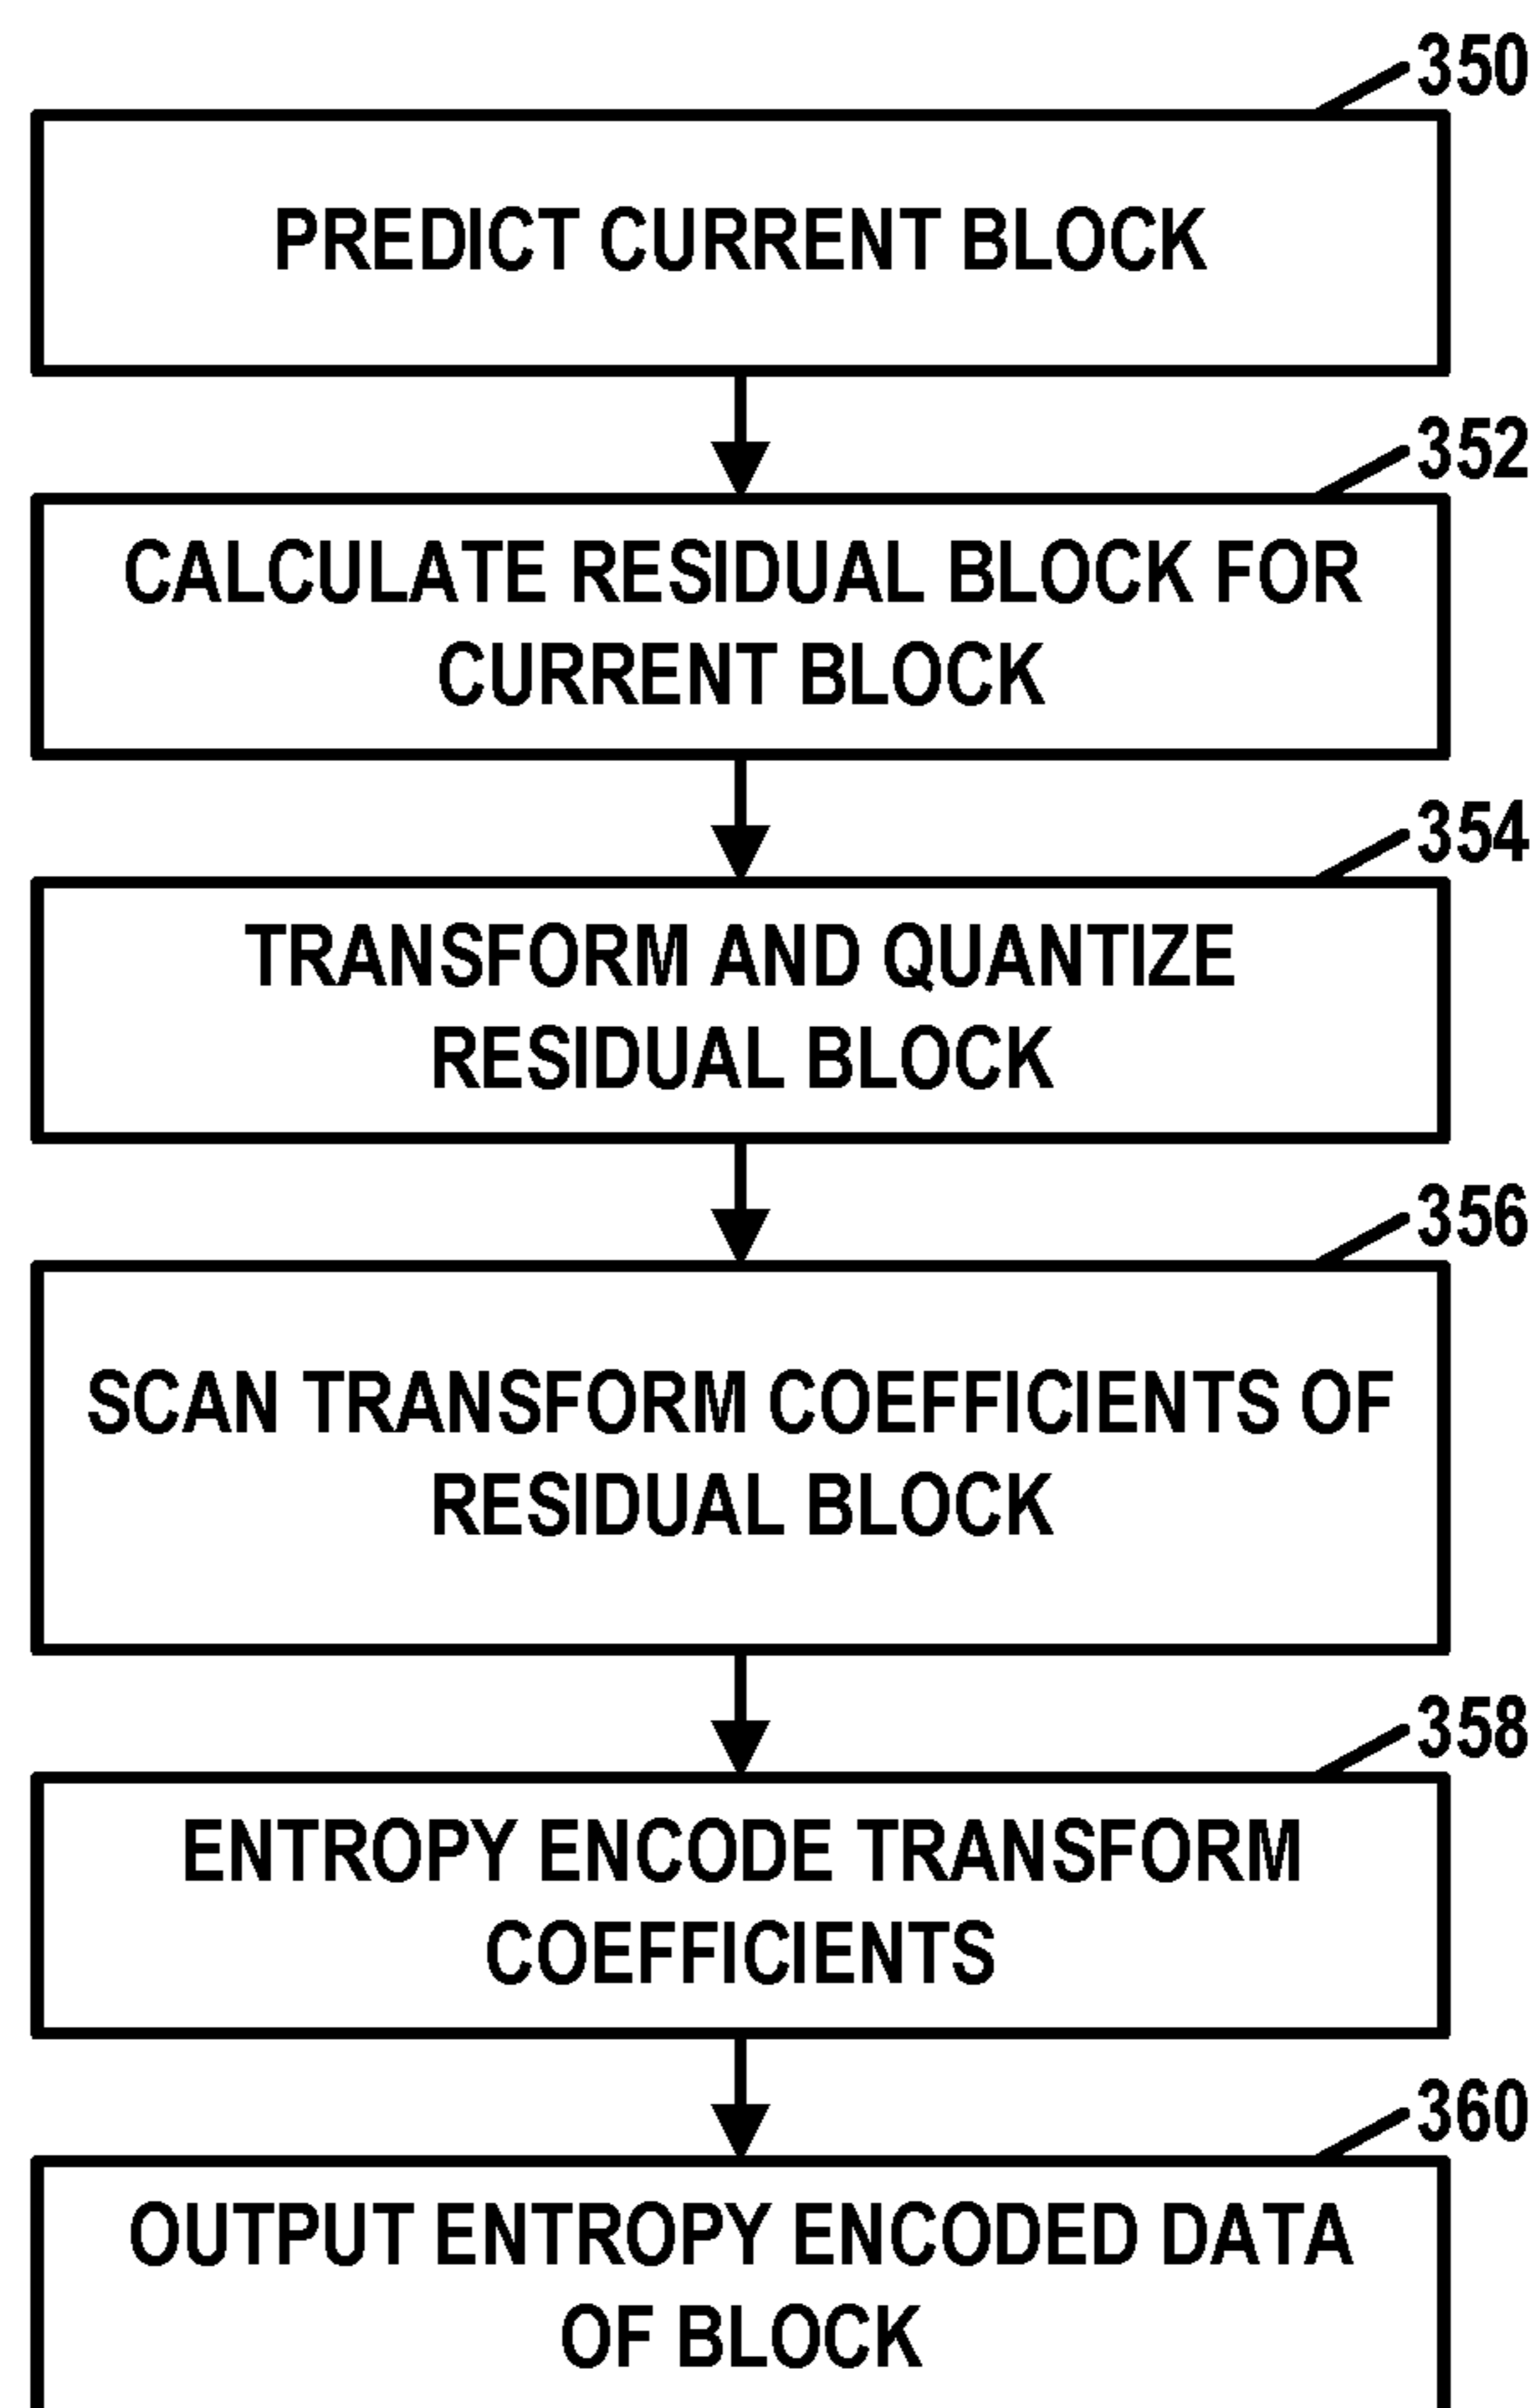 350
PREDICT CURRENT BLOCK
352
CALCULATE RESIDUAL BLOCK FOR
CURRENT BLOCK
354
TRANSFORM AND QUANTIZE
RESIDUAL BLOCK
356
SCAN TRANSFORM COEFFICIENTS OF
RESIDUAL BLOCK
358
ENTROPY ENCODE TRANSFORM
COEFFICIENTS
360
OUTPUT ENTROPY ENCODED DATA
OF BLOCK